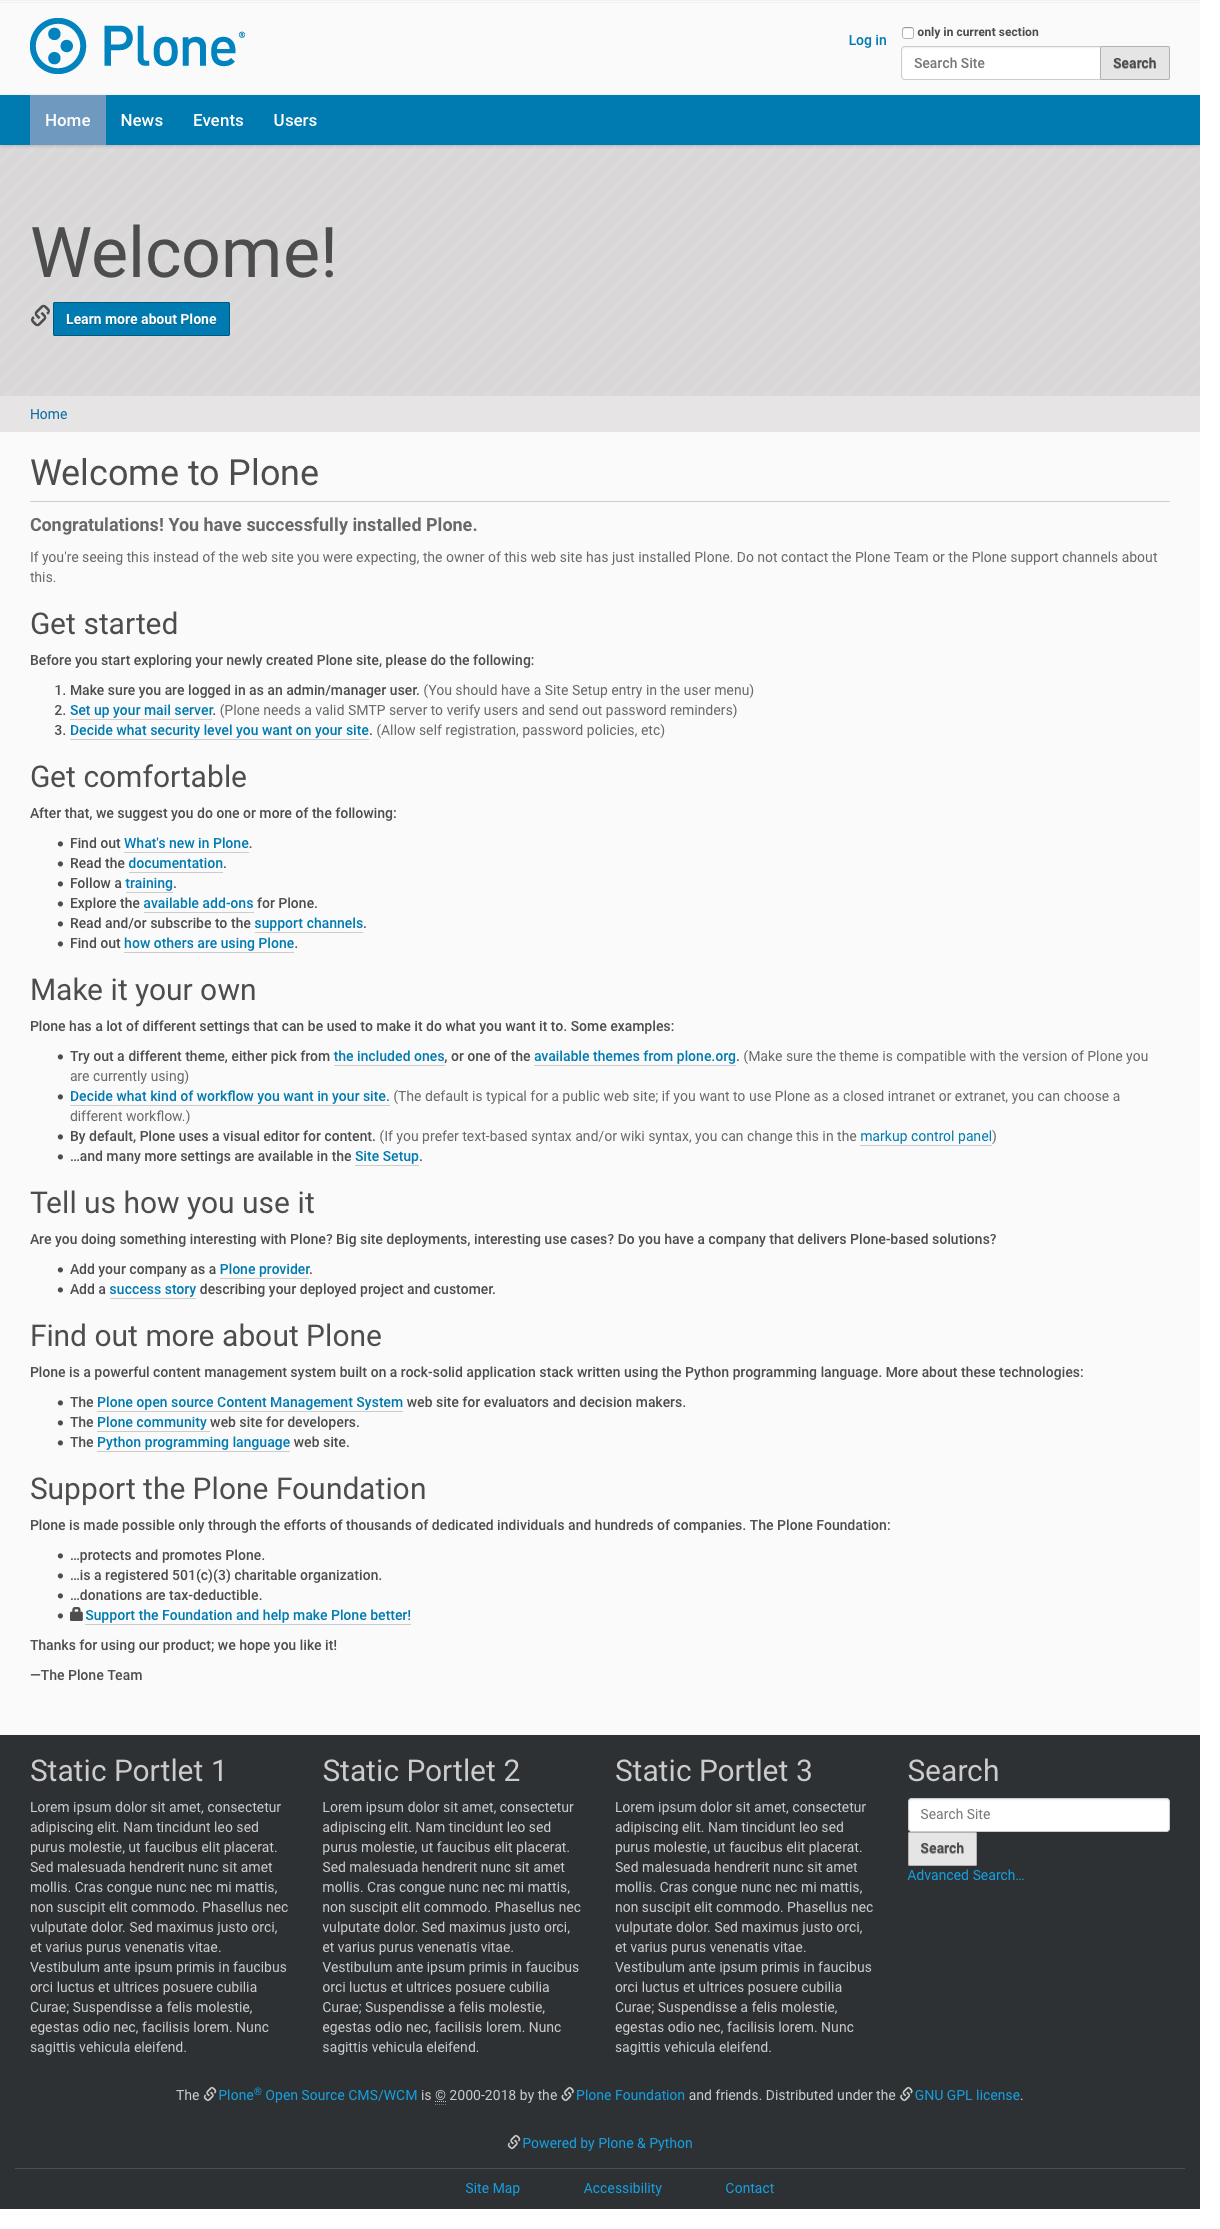 Plone®
Log in
only in current section
Search Site
Search
Home
News
Events
Users
Welcome!
Learn more about Plone
Home
Welcome to Plone
Congratulations! You have successfully installed Plone.
If you're seeing this instead of the web site you were expecting, the owner of this web site has just installed Plone. Do not contact the Plone Team or the Plone support channels about
this.
Get started
Before you start exploring your newly created Plone site, please do the following:
1. Make sure you are logged in as an admin/manager user. (You should have a Site Setup entry in the user menu)
2. Set up your mail server. (Plone needs a valid SMTP server to verify users and send out password reminders)
3. Decide what security level you want on your site. (Allow self registration, password policies, etc)
Get comfortable
After that, we suggest you do one or more of the following:
• Find out What's new in Plone.
• Read the documentation.
• Follow a training.
• Explore the available add-ons for Plone.
• Read and/or subscribe to the support channels.
• Find out how others are using Plone.
Make it your own
Plone has a lot of different settings that can be used to make it do what you want it to. Some examples:
• Try out a different theme, either pick from the included ones, or one of the available themes from plone.org. (Make sure the theme is compatible with the version of Plone you
are currently using)
• Decide what kind of workflow you want in your site. (The default is typical for a public web site; if you want to use Plone as a closed intranet or extranet, you can choose a
different workflow.)
• By default, Plone uses a visual editor for content. (If you prefer text-based syntax and/or wiki syntax, you can change this in the markup control panel)
• …and many more settings are available in the Site Setup.
Tell us how you use it
Are you doing something interesting with Plone? Big site deployments, interesting use cases? Do you have a company that delivers Plone-based solutions?
• Add your company as a Plone provider.
• Add a success story describing your deployed project and customer.
Find out more about Plone
Plone is a powerful content management system built on a rock-solid application stack written using the Python programming language. More about these technologies:
• The Plone open source Content Management System web site for evaluators and decision makers.
• The Plone community web site for developers.
• The Python programming language web site.
Support the Plone Foundation
Plone is made possible only through the efforts of thousands of dedicated individuals and hundreds of companies. The Plone Foundation:
• …protects and promotes Plone.
• …is a registered 501(c)(3) charitable organization.
• …donations are tax-deductible.
• Support the Foundation and help make Plone better!
Thanks for using our product; we hope you like it!
—The Plone Team
Static Portlet 1
Lorem ipsum dolor sit amet, consectetur
adipiscing elit. Nam tincidunt leo sed
purus molestie, ut faucibus elit placerat.
Sed malesuada hendrerit nunc sit amet
mollis. Cras congue nunc nec mi mattis,
non suscipit elit commodo. Phasellus nec
vulputate dolor. Sed maximus justo orci,
et varius purus venenatis vitae.
Vestibulum ante ipsum primis in faucibus
orci luctus et ultrices posuere cubilia
Curae; Suspendisse a felis molestie,
egestas odio nec, facilisis lorem. Nunc
sagittis vehicula eleifend.
Static Portlet 2
Lorem ipsum dolor sit amet, consectetur
adipiscing elit. Nam tincidunt leo sed
purus molestie, ut faucibus elit placerat.
Sed malesuada hendrerit nunc sit amet
mollis. Cras congue nunc nec mi mattis,
non suscipit elit commodo. Phasellus nec
vulputate dolor. Sed maximus justo orci,
et varius purus venenatis vitae.
Vestibulum ante ipsum primis in faucibus
orci luctus et ultrices posuere cubilia
Curae; Suspendisse a felis molestie,
egestas odio nec, facilisis lorem. Nunc
sagittis vehicula eleifend.
Static Portlet 3
Lorem ipsum dolor sit amet, consectetur
adipiscing elit. Nam tincidunt leo sed
purus molestie, ut faucibus elit placerat.
Sed malesuada hendrerit nunc sit amet
mollis. Cras congue nunc nec mi mattis,
non suscipit elit commodo. Phasellus nec
vulputate dolor. Sed maximus justo orci,
et varius purus venenatis vitae.
Vestibulum ante ipsum primis in faucibus
orci luctus et ultrices posuere cubilia
Curae; Suspendisse a felis molestie,
egestas odio nec, facilisis lorem. Nunc
sagittis vehicula eleifend.
Search
Search Site
Search
Advanced Search…
The Plone® Open Source CMS/WCM is © 2000-2018 by the Plone Foundation and friends. Distributed under the GNU GPL license.
Powered by Plone & Python
Site Map
Accessibility
Contact